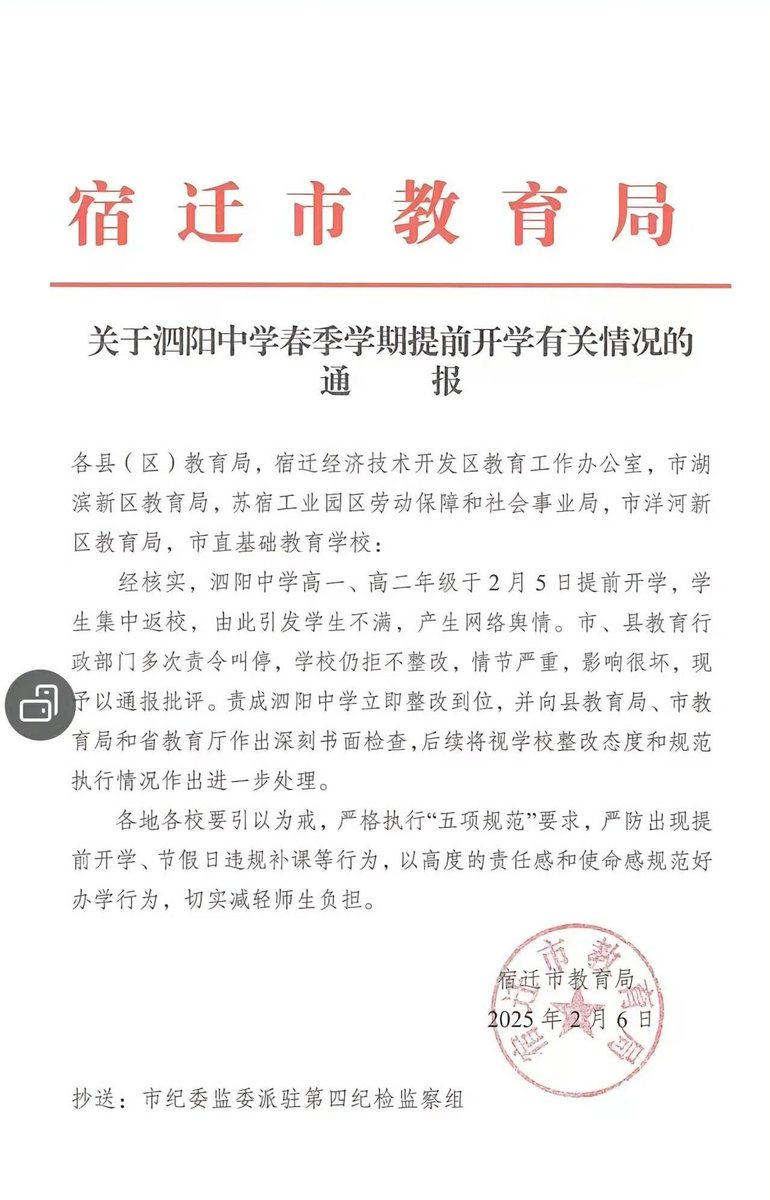 宿迁市教育局
关于泗阳中学春季学期提前开学有关情况的
通报
各县（区）教育局，宿迁经济技术开发区教育工作办公室，市湖
滨新区教育局，苏宿工业园区劳动保障和社会事业局，市洋河新
区教育局，市直基础教育学校：
经核实，泗阳中学高一、高二年级于2月5日提前开学，学
生集中返校，由此引发学生不满，产生网络舆情。市、县教育行
政部门多次责令叫停，学校仍拒不整改，情节严重，影响很坏，现
予以通报批评。责成泗阳中学立即整改到位，并向县教育局、市教
育局和省教育厅作出深刻书面检查，后续将视学校整改态度和规范
执行情况作出进一步处理。
各地各校要引以为戒，严格执行“五项规范”要求，严防出现提
前开学、节假日违规补课等行为，以高度的责任感和使命感规范好
办学行为，切实减轻师生负担。
宿迁市教育局
宿迁市教育局
2025年2月6日
抄送：市纪委监委派驻第四纪检监察组